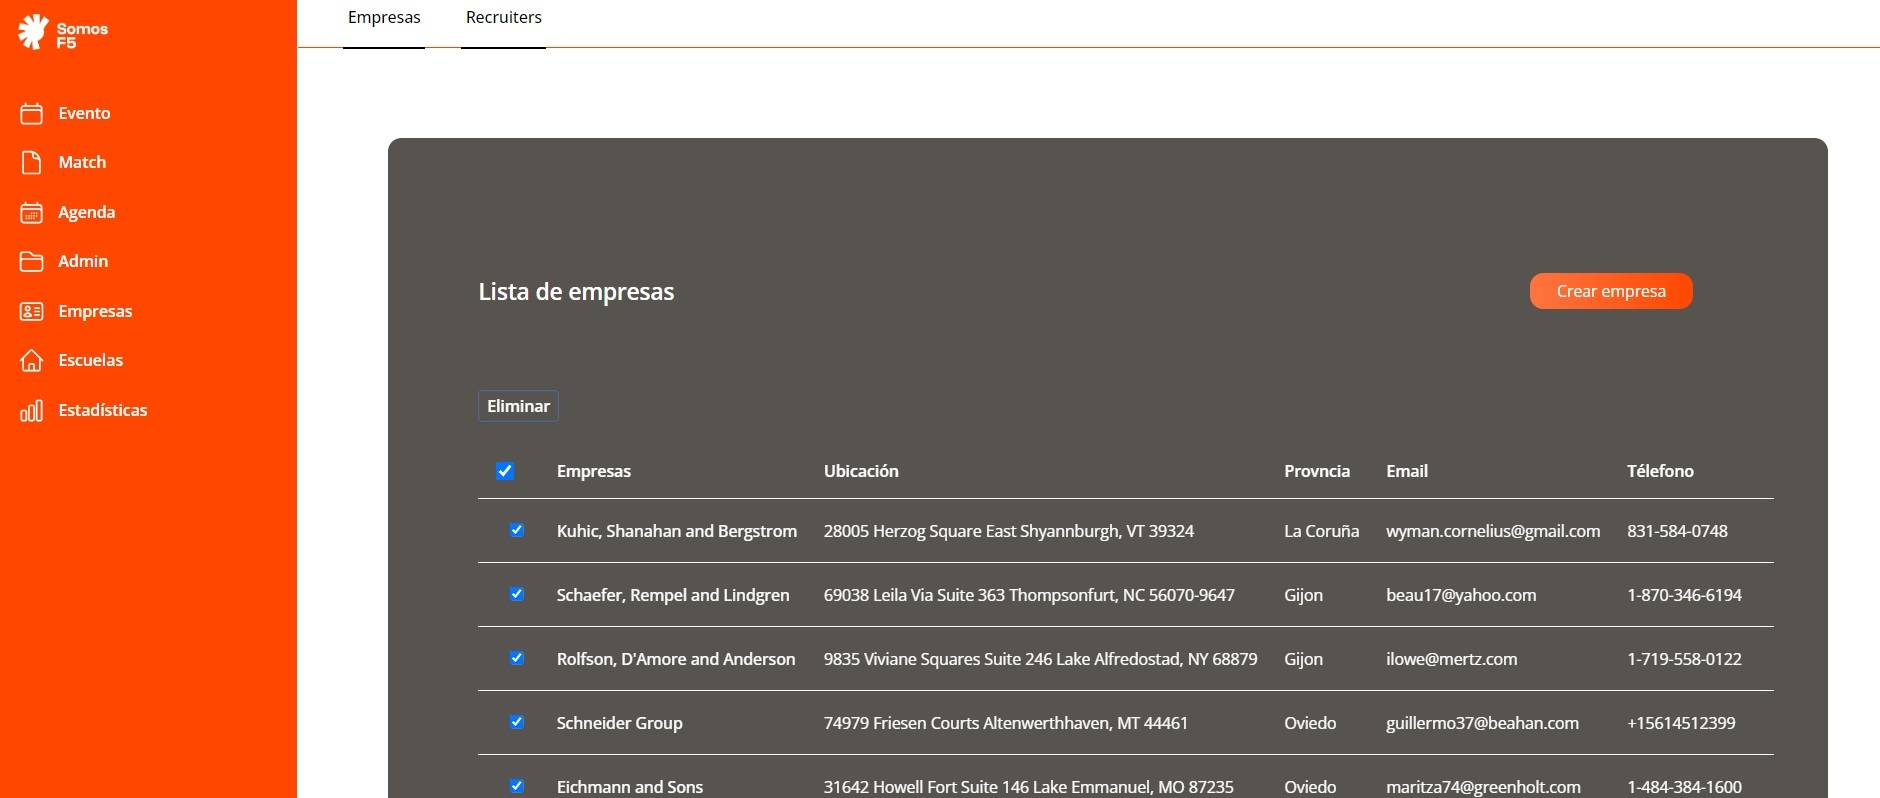 Somos
F5
Empresas Recruiters
Evento
Match
Agenda
Admin
Empresas
Escuelas
Estadísticas
Lista de empresas
Crear empresa
Eliminar
Empresas Ubicación Provncia Email Télefono
Kuhic, Shanahan and Bergstrom 28005 Herzog Square East Shyannburgh, VT 39324 La Coruña wyman.cornelius@gmail.com 831-584-0748
Schaefer, Rempel and Lindgren 69038 Leila Via Suite 363 Thompsonfurt, NC 56070-9647 Gijon beau17@yahoo.com 1-870-346-6194
Rolfson, D'Amore and Anderson 9835 Viviane Squares Suite 246 Lake Alfredostad, NY 68879 Gijon ilowe@mertz.com 1-719-558-0122
Schneider Group 74979 Friesen Courts Altenwerthhaven, MT 44461 Oviedo guillermo37@beahan.com +15614512399
Eichmann and Sons 31642 Howell Fort Suite 146 Lake Emmanuel, MO 87235 Oviedo maritza74@greenholt.com 1-484-384-1600